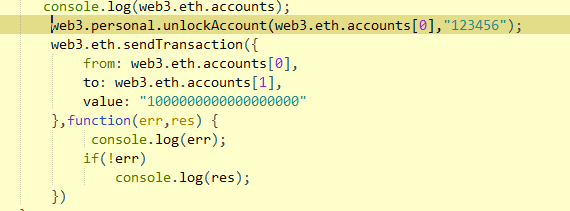 console.log(web3.eth.accounts);
web3.personal.unlockAccount(web3.eth.accounts[0],"123456");
web3.eth.sendTransaction({
from: web3.eth.accounts[0],
to: web3.eth.accounts[1],
value: "1000000000000000000"
},function(err,res) {
console.log(err);
if(!err)
console.log(res);
})